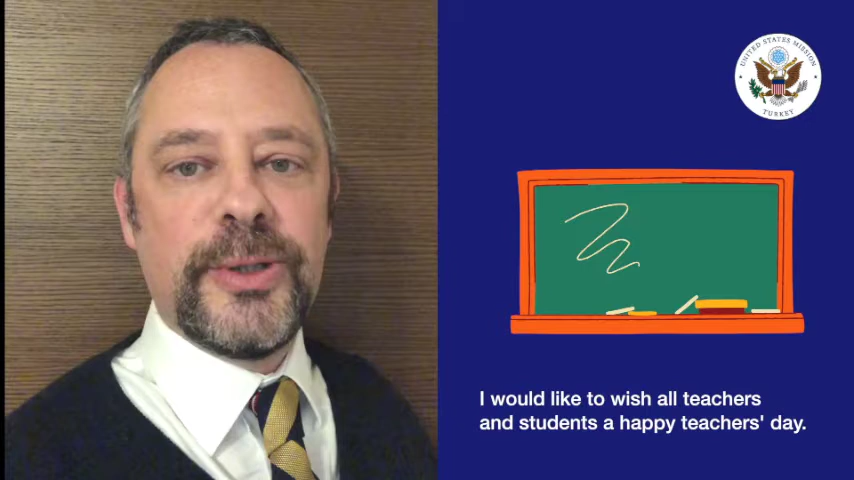 UNITED STATES MISSION
TURKEY
I would like to wish all teachers
and students a happy teachers' day.